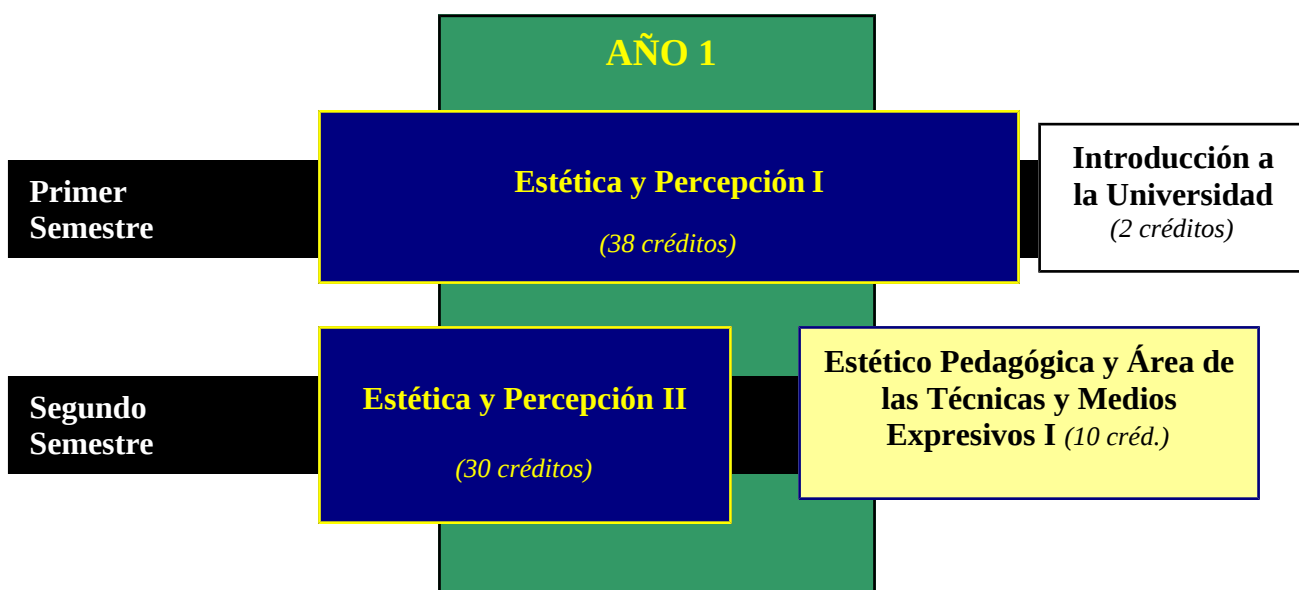 AÑO 1
Primer
Semestre
Estética y Percepción I
(38 créditos)
Introducción a
la Universidad
(2 créditos)
Segundo
Semestre
Estética y Percepción II
(30 créditos)
Estético Pedagógica y Área de
las Técnicas y Medios
Expresivos I (10 créd.)